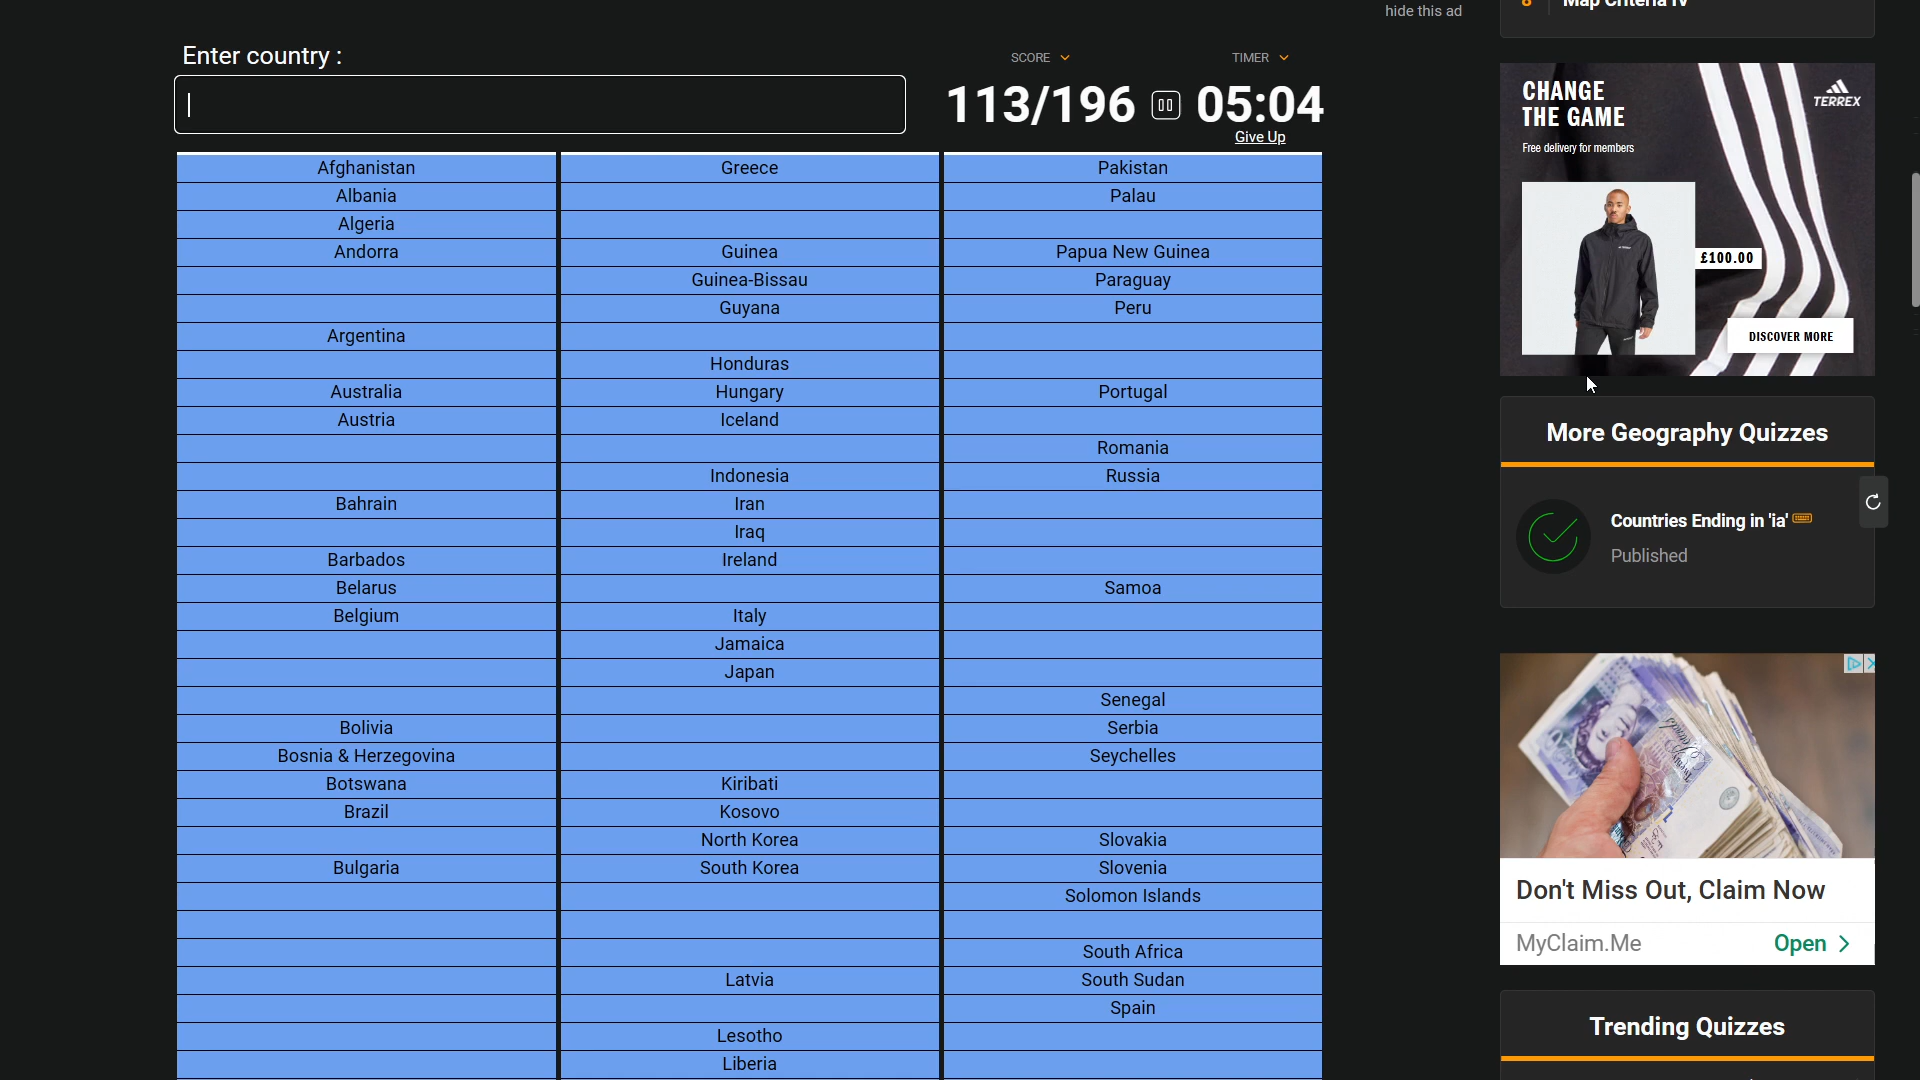 hide this ad
Enter country :
SCORE
TIMER
113/196
05:04
Give Up
Afghanistan
Greece
Pakistan
Albania
Palau
Algeria
Andorra
Guinea
Papua New Guinea
Guinea-Bissau
Paraguay
Guyana
Peru
Argentina
Honduras
Australia
Hungary
Portugal
Austria
Iceland
Romania
Indonesia
Russia
Bahrain
Iran
Iraq
Barbados
Ireland
Belarus
Samoa
Belgium
Italy
Jamaica
Japan
Senegal
Bolivia
Serbia
Bosnia & Herzegovina
Seychelles
Botswana
Kiribati
Brazil
Kosovo
North Korea
Slovakia
Bulgaria
South Korea
Slovenia
Solomon Islands
South Africa
Latvia
South Sudan
Spain
Lesotho
Liberia
8
Map Criteria IV
CHANGE
THE GAME
TERREX
Free delivery for members
£100.00
DISCOVER MORE
More Geography Quizzes
Countries Ending in 'ia'
Published
Don't Miss Out, Claim Now
MyClaim.Me
Open
Trending Quizzes